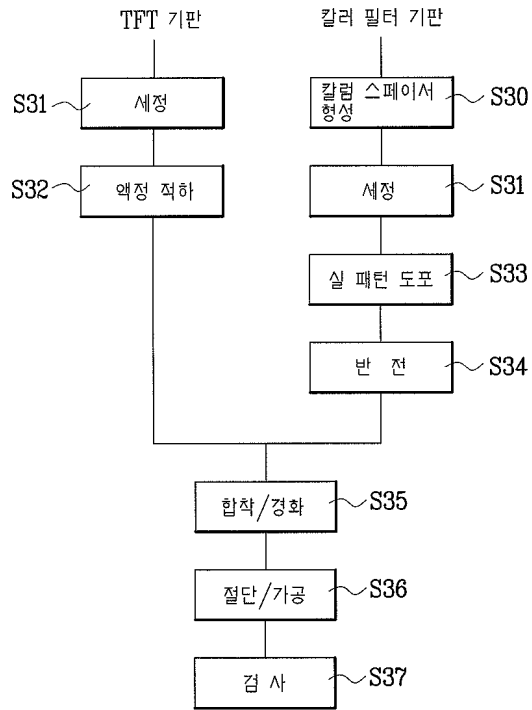 TFT 기판
칼러 필터 기판
S31
세정
칼럼 스페이서
형성
S30
S32
액정 적하
세정
S31
실 패턴 도포
S33
반 전
S34
합착/경화
S35
절단/가공
S36
검 사
S37